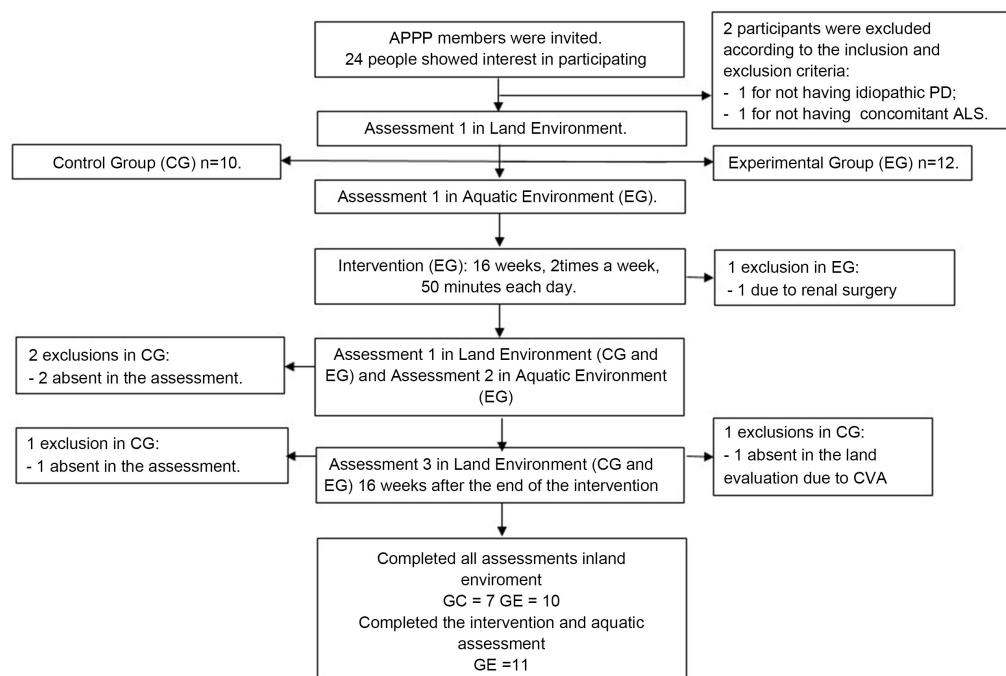 APPP members were invited.
24 people showed interest in participating
2 participants were excluded
according to the inclusion and
exclusion criteria:
- 1 for not having idiopathic PD;
- 1 for not having concomitant ALS.
Assessment 1 in Land Environment.
Control Group (CG) n=10.
Experimental Group (EG) n=12.
Assessment 1 in Aquatic Environment (EG).
Intervention (EG): 16 weeks, 2times a week,
50 minutes each day.
1 exclusion in EG:
- 1 due to renal surgery
2 exclusions in CG:
- 2 absent in the assessment.
Assessment 1 in Land Environment (CG and
EG) and Assessment 2 in Aquatic Environment
(EG)
1 exclusion in CG:
- 1 absent in the assessment.
Assessment 3 in Land Environment (CG and
EG) 16 weeks after the end of the intervention
1 exclusions in CG:
- 1 absent in the land
evaluation due to CVA
Completed all assessments inland
enviroment
GC = 7 GE = 10
Completed the intervention and aquatic
assessment
GE =11